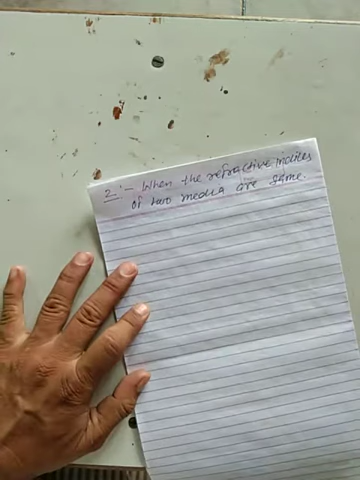 2:- When the refractive indices
of two media are same.